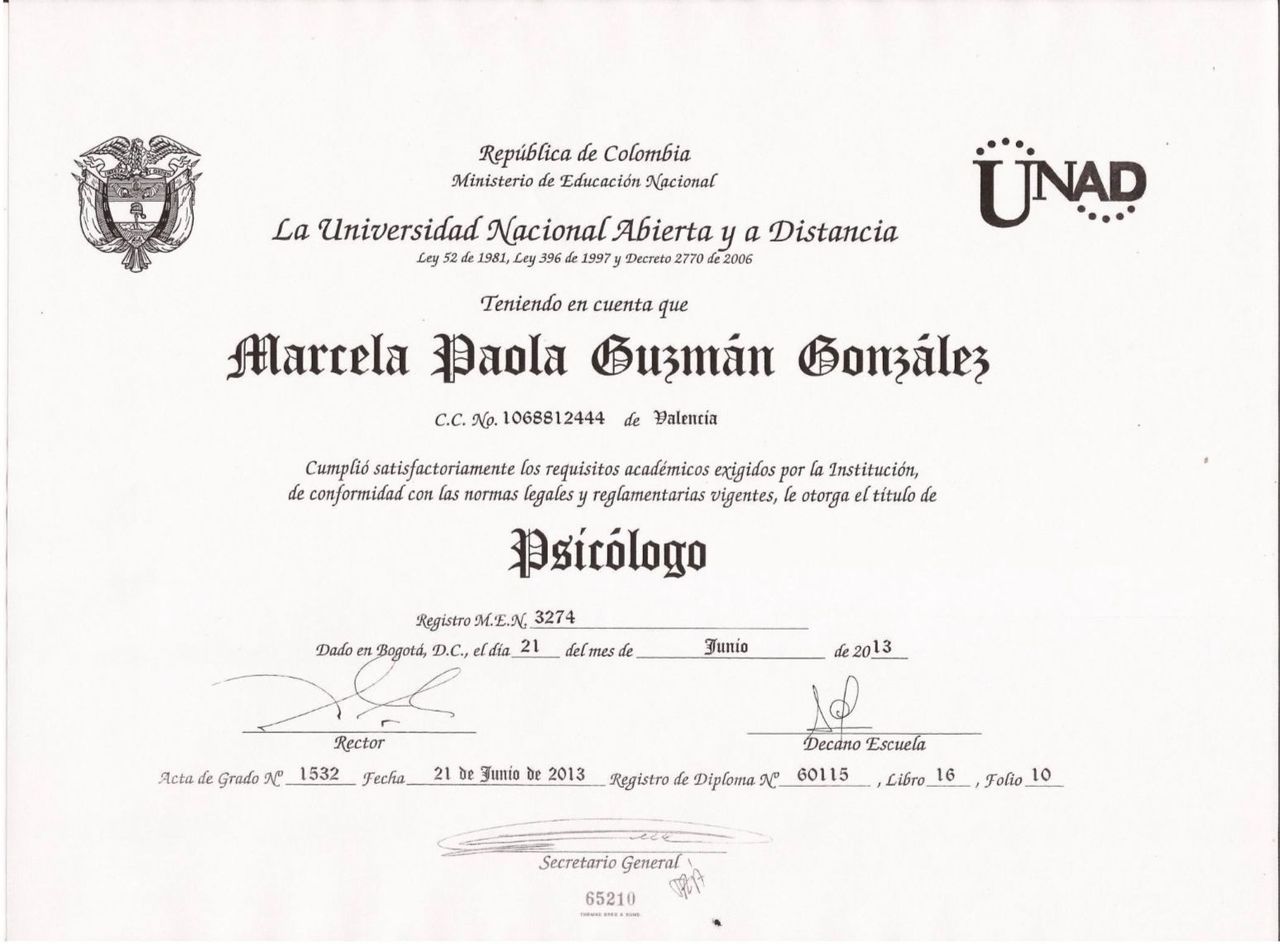 República de Colombia
Ministerio de Educación Nacional
UNAD
La Universidad Nacional Abierta y a Distancia
Ley 52 de 1981, Ley 396 de 1997 y Decreto 2770 de 2006
Teniendo en cuenta que
Marcela Paola Guzmán González
C.C. No. 1068812444 de Valencia
Cumplió satisfactoriamente los requisitos académicos exigidos por la Institución,
de conformidad con las normas legales y reglamentarias vigentes, le otorga el título de
Psicólogo
Registro M.E.N. 3274
Dado en Bogotá, D.C., el día 21 del mes de Junio de 2013
Rector
Decano Escuela
Acta de Grado Nº 1532 Fecha 21 de Junio de 2013 Registro de Diploma Nº 60115 , Libro 16 , Folio 10
Secretario General
65210
THOMAS GREG & SONS